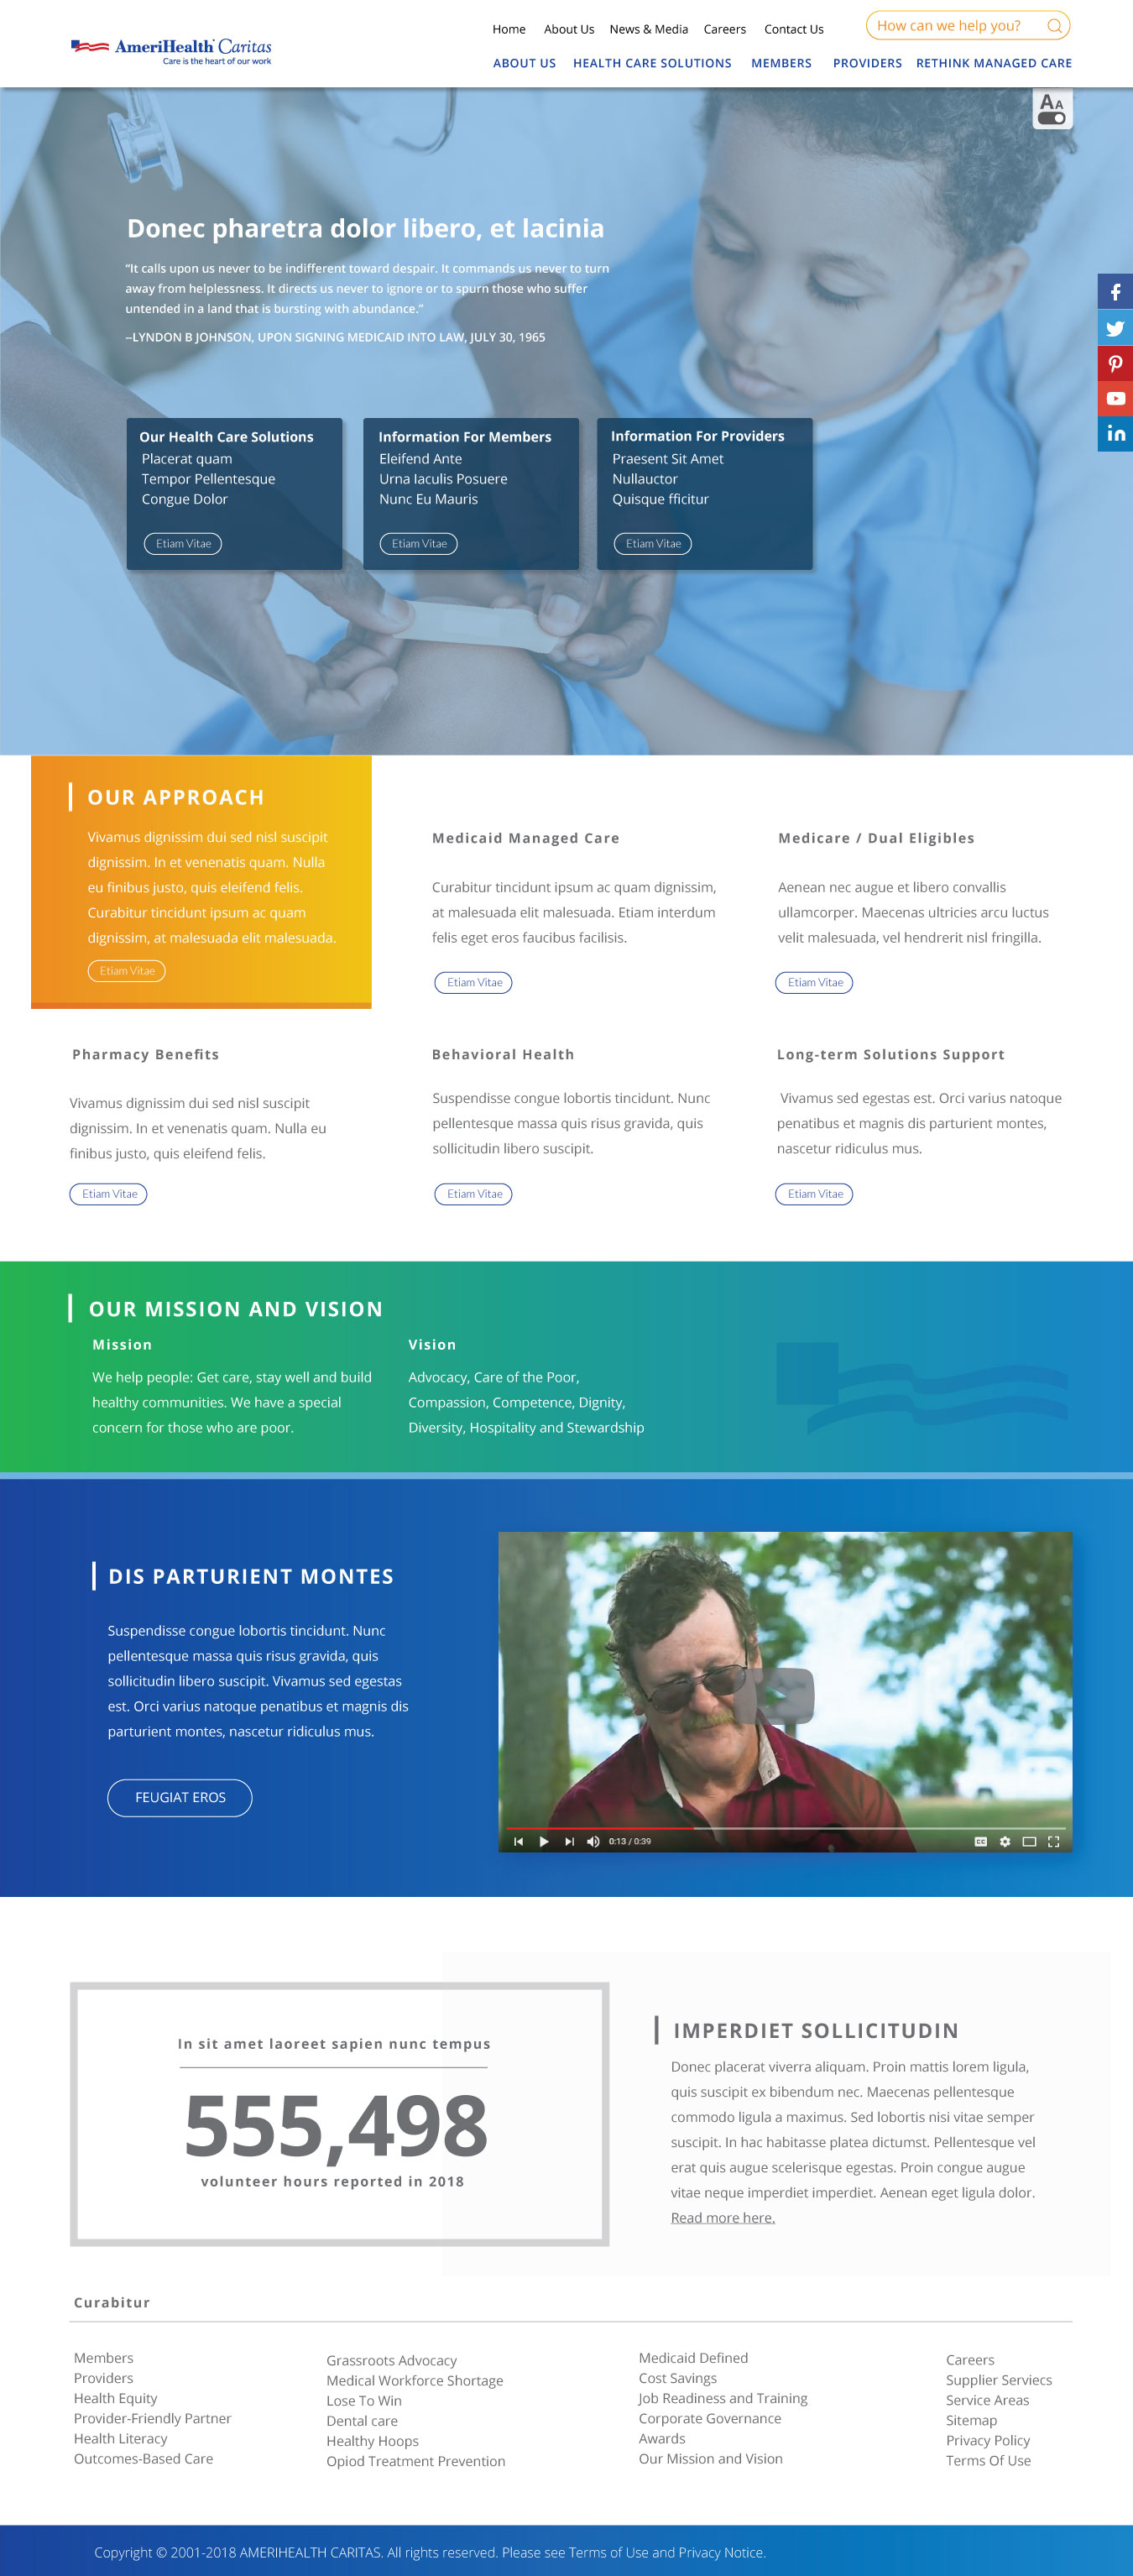 Home About Us News & Media Careers Contact Us
How can we help you?
AmeriHealth Caritas
Care is the heart of our work
ABOUT US HEALTH CARE SOLUTIONS MEMBERS PROVIDERS RETHINK MANAGED CARE
AA
Donec pharetra dolor libero, et lacinia
“It calls upon us never to be indifferent toward despair. It commands us never to turn
away from helplessness. It directs us never to ignore or to spurn those who suffer
untended in a land that is bursting with abundance.”
–LYNDON B JOHNSON, UPON SIGNING MEDICAID INTO LAW, JULY 30, 1965
Our Health Care Solutions
Placerat quam
Tempor Pellentesque
Congue Dolor
Etiam Vitae
Information For Members
Eleifend Ante
Urna Iaculis Posuere
Nunc Eu Mauris
Etiam Vitae
Information For Providers
Praesent Sit Amet
Nullauctor
Quisque fficitur
Etiam Vitae
OUR APPROACH
Vivamus dignissim dui sed nisl suscipit
dignissim. In et venenatis quam. Nulla
eu finibus justo, quis eleifend felis.
Curabitur tincidunt ipsum ac quam
dignissim, at malesuada elit malesuada.
Etiam Vitae
Medicaid Managed Care
Curabitur tincidunt ipsum ac quam dignissim,
at malesuada elit malesuada. Etiam interdum
felis eget eros faucibus facilisis.
Etiam Vitae
Medicare / Dual Eligibles
Aenean nec augue et libero convallis
ullamcorper. Maecenas ultricies arcu luctus
velit malesuada, vel hendrerit nisl fringilla.
Etiam Vitae
Pharmacy Benefits
Vivamus dignissim dui sed nisl suscipit
dignissim. In et venenatis quam. Nulla eu
finibus justo, quis eleifend felis.
Etiam Vitae
Behavioral Health
Suspendisse congue lobortis tincidunt. Nunc
pellentesque massa quis risus gravida, quis
sollicitudin libero suscipit.
Etiam Vitae
Long-term Solutions Support
Vivamus sed egestas est. Orci varius natoque
penatibus et magnis dis parturient montes,
nascetur ridiculus mus.
Etiam Vitae
OUR MISSION AND VISION
Mission
We help people: Get care, stay well and build
healthy communities. We have a special
concern for those who are poor.
Vision
Advocacy, Care of the Poor,
Compassion, Competence, Dignity,
Diversity, Hospitality and Stewardship
DIS PARTURIENT MONTES
Suspendisse congue lobortis tincidunt. Nunc
pellentesque massa quis risus gravida, quis
sollicitudin libero suscipit. Vivamus sed egestas
est. Orci varius natoque penatibus et magnis dis
parturient montes, nascetur ridiculus mus.
FEUGIAT EROS
0:13 / 0:39
CC
In sit amet laoreet sapien nunc tempus
555,498
volunteer hours reported in 2018
IMPERDIET SOLLICITUDIN
Donec placerat viverra aliquam. Proin mattis lorem ligula,
quis suscipit ex bibendum nec. Maecenas pellentesque
commodo ligula a maximus. Sed lobortis nisi vitae semper
suscipit. In hac habitasse platea dictumst. Pellentesque vel
erat quis augue scelerisque egestas. Proin congue augue
vitae neque imperdiet imperdiet. Aenean eget ligula dolor.
Read more here.
Curabitur
Members
Providers
Health Equity
Provider-Friendly Partner
Health Literacy
Outcomes-Based Care
Grassroots Advocacy
Medical Workforce Shortage
Lose To Win
Dental care
Healthy Hoops
Opiod Treatment Prevention
Medicaid Defined
Cost Savings
Job Readiness and Training
Corporate Governance
Awards
Our Mission and Vision
Careers
Supplier Serviecs
Service Areas
Sitemap
Privacy Policy
Terms Of Use
Copyright © 2001-2018 AMERIHEALTH CARITAS. All rights reserved. Please see Terms of Use and Privacy Notice.